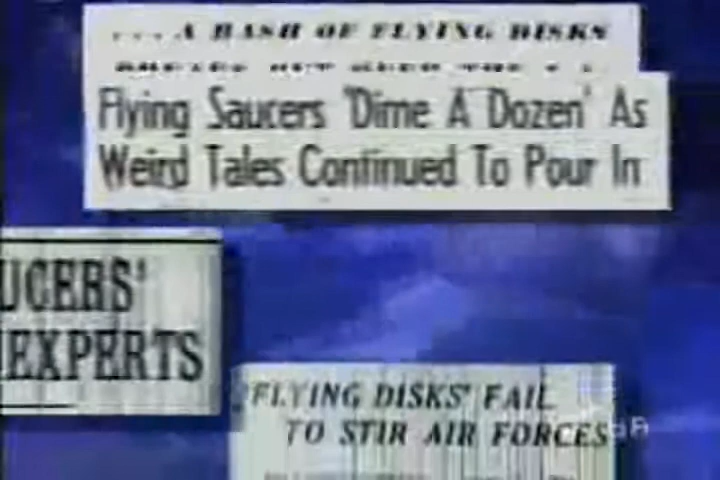 . . . A RASH OF FLYING DISKS
Flying Saucers 'Dime A Dozen' As
Weird Tales Continued To Pour In
UCERS'
EXPERTS
'FLYING DISKS' FAIL
TO STIR AIR FORCES